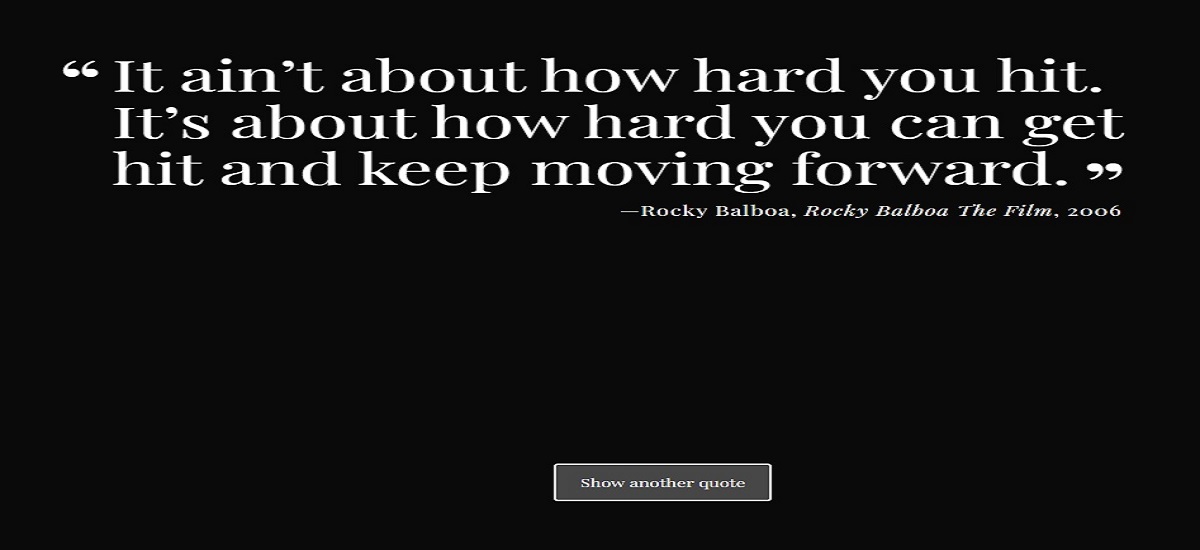 “ It ain’t about how hard you hit.
It’s about how hard you can get
hit and keep moving forward. ”
—Rocky Balboa, Rocky Balboa The Film, 2006
Show another quote